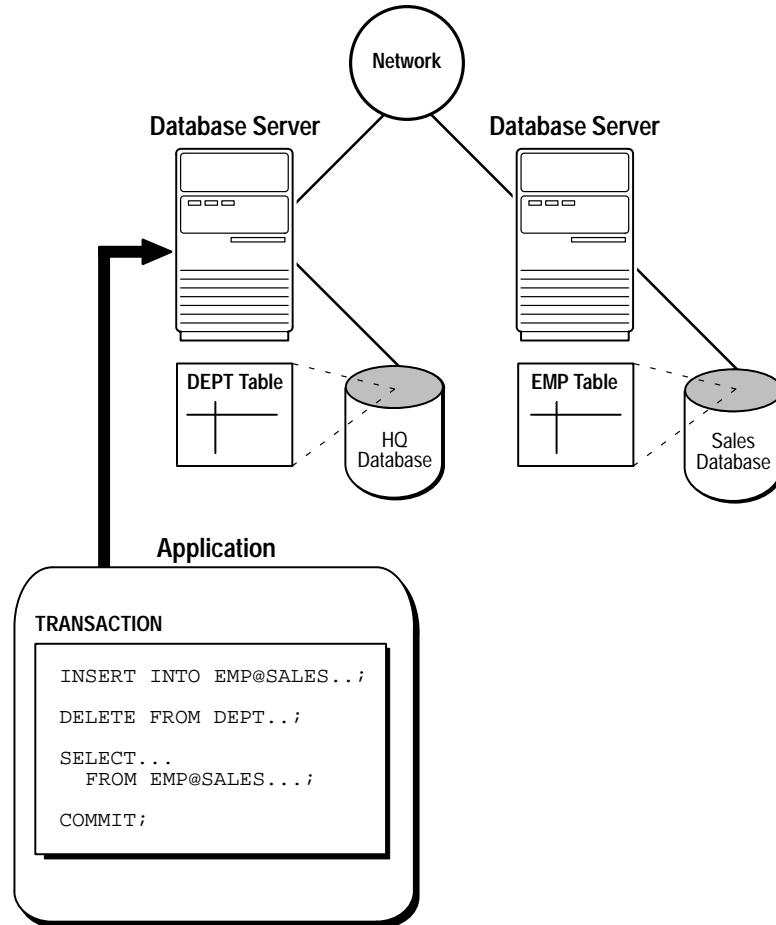 Network
Database Server
Database Server
DEPT Table
HQ
Database
EMP Table
Sales
Database
Application
TRANSACTION
INSERT INTO EMP@SALES..;
DELETE FROM DEPT..;
SELECT...
FROM EMP@SALES...;
COMMIT;